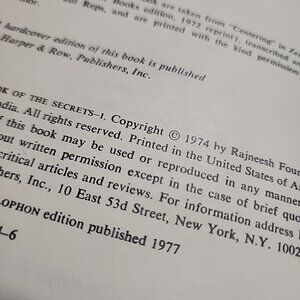 are taken from "Centering" in Z
Books edition, 1972 reprint), transcribed
Reps, and are printed with the kind permission
hor.
hardcover edition of this book is published
Harper & Row, Publishers, Inc.
OK OF THE SECRETS—I. Copyright © 1974 by Rajneesh Foun
dia. All rights reserved. Printed in the United States of A
of this book may be used or reproduced in any manner
out written permission except in the case of brief quo
critical articles and reviews. For information address
hers, Inc., 10 East 53d Street, New York, N.Y. 1002
LOPHON edition published 1977
1-6